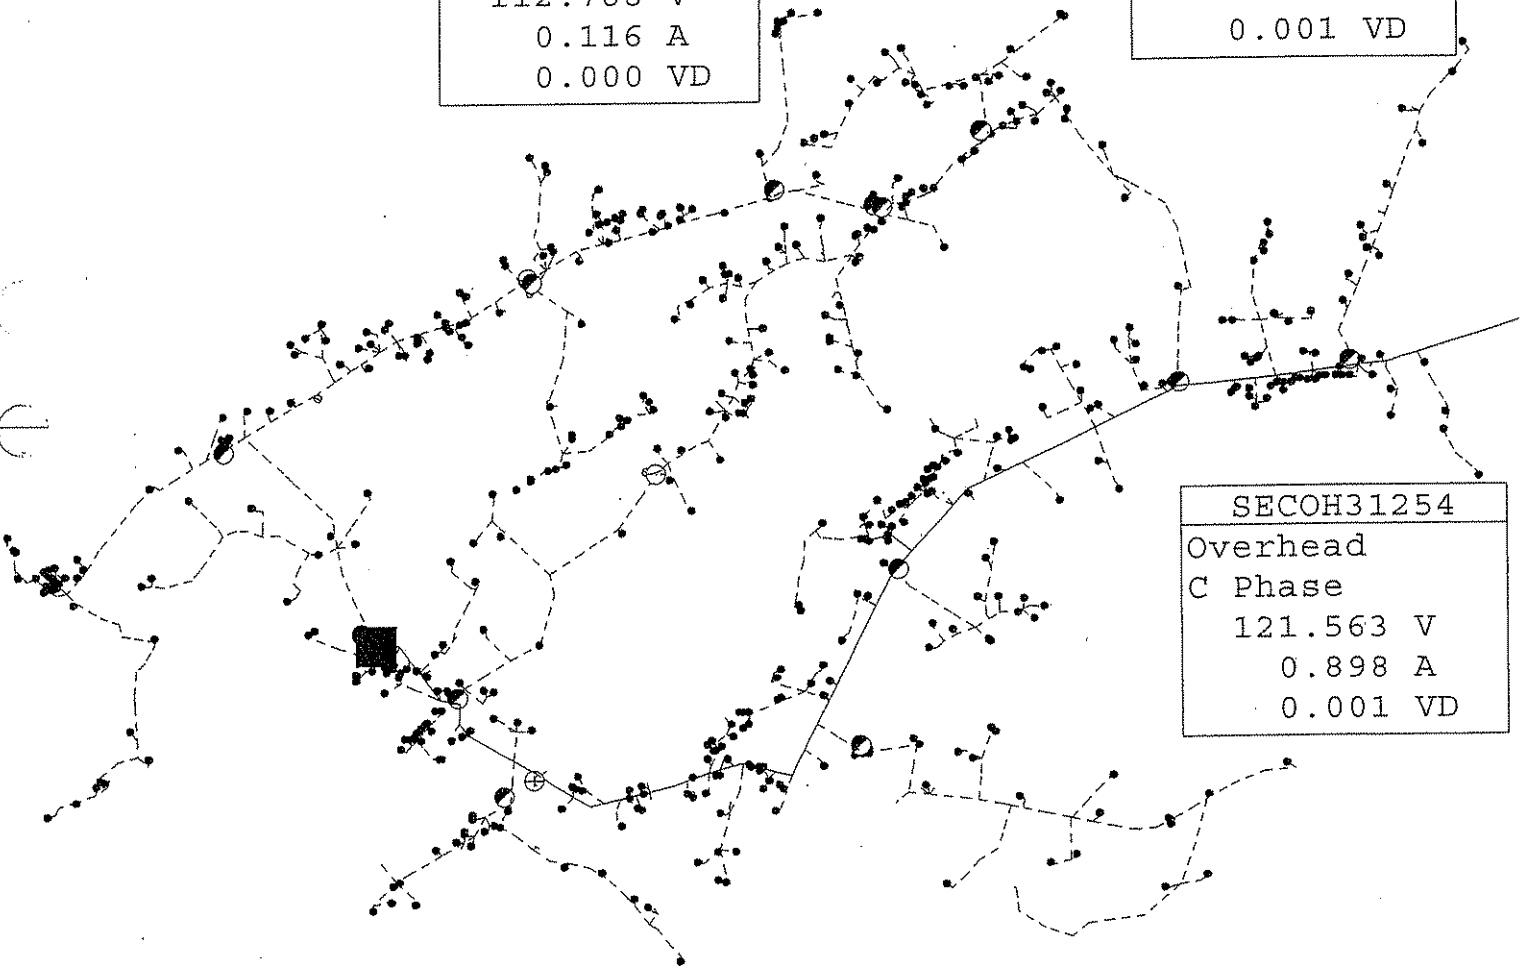 0.116 A
0.000 VD
0.001 VD
SECOH31254
Overhead
C Phase
121.563 V
0.898 A
0.001 VD